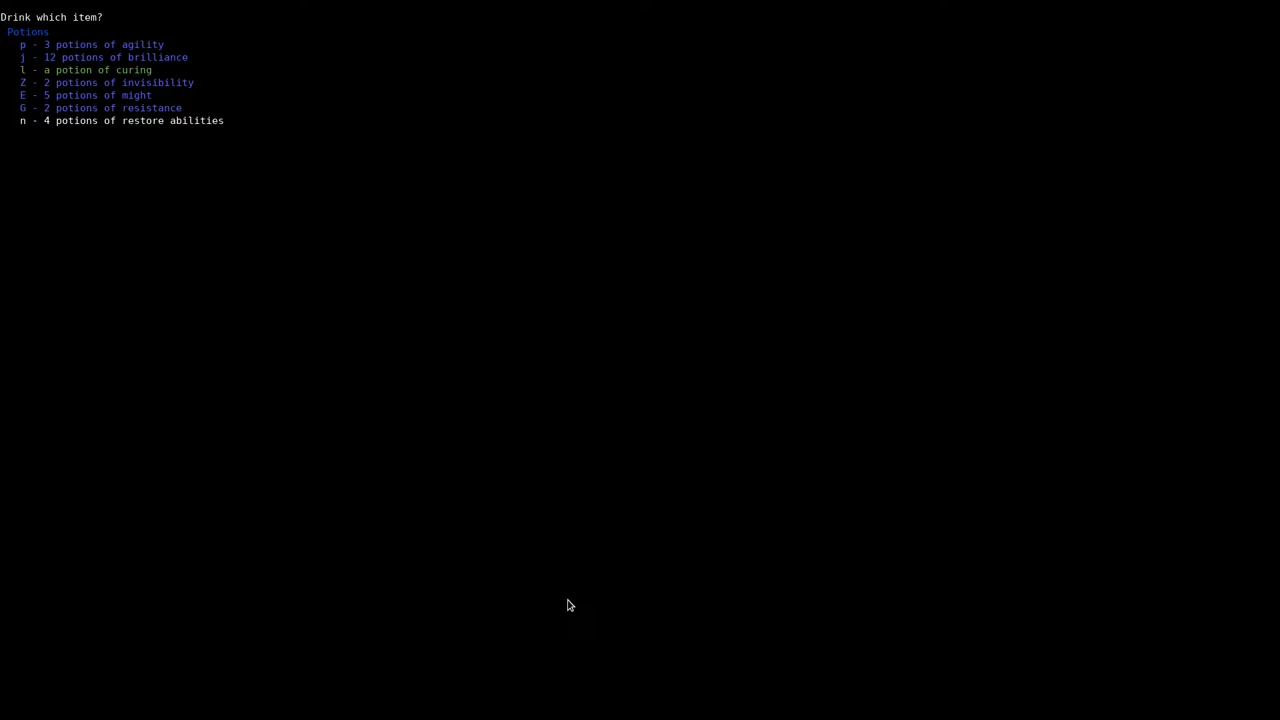 Drink which item?
Potions
p - 3 potions of agility
j - 12 potions of brilliance
l - a potion of curing
Z - 2 potions of invisibility
E - 5 potions of might
G - 2 potions of resistance
n - 4 potions of restore abilities